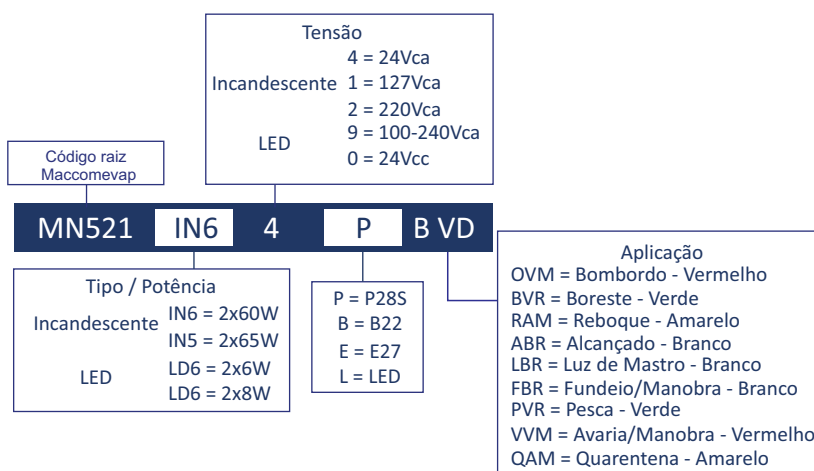 Tensão
4 = 24Vca
Incandescente 1 = 127Vca
2 = 220Vca
LED 9 = 100-240Vca
0 = 24Vcc
Código raiz
Maccomevap
MN521 IN6 4 P B VD
Tipo / Potência
Incandescente IN6 = 2x60W
IN5 = 2x65W
LED LD6 = 2x6W
LD6 = 2x8W
P = P28S
B = B22
E = E27
L = LED
Aplicação
OVM = Bombordo - Vermelho
BVR = Boreste - Verde
RAM = Reboque - Amarelo
ABR = Alcançado - Branco
LBR = Luz de Mastro - Branco
FBR = Fundeio/Manobra - Branco
PVR = Pesca - Verde
VVM = Avaria/Manobra - Vermelho
QAM = Quarentena - Amarelo